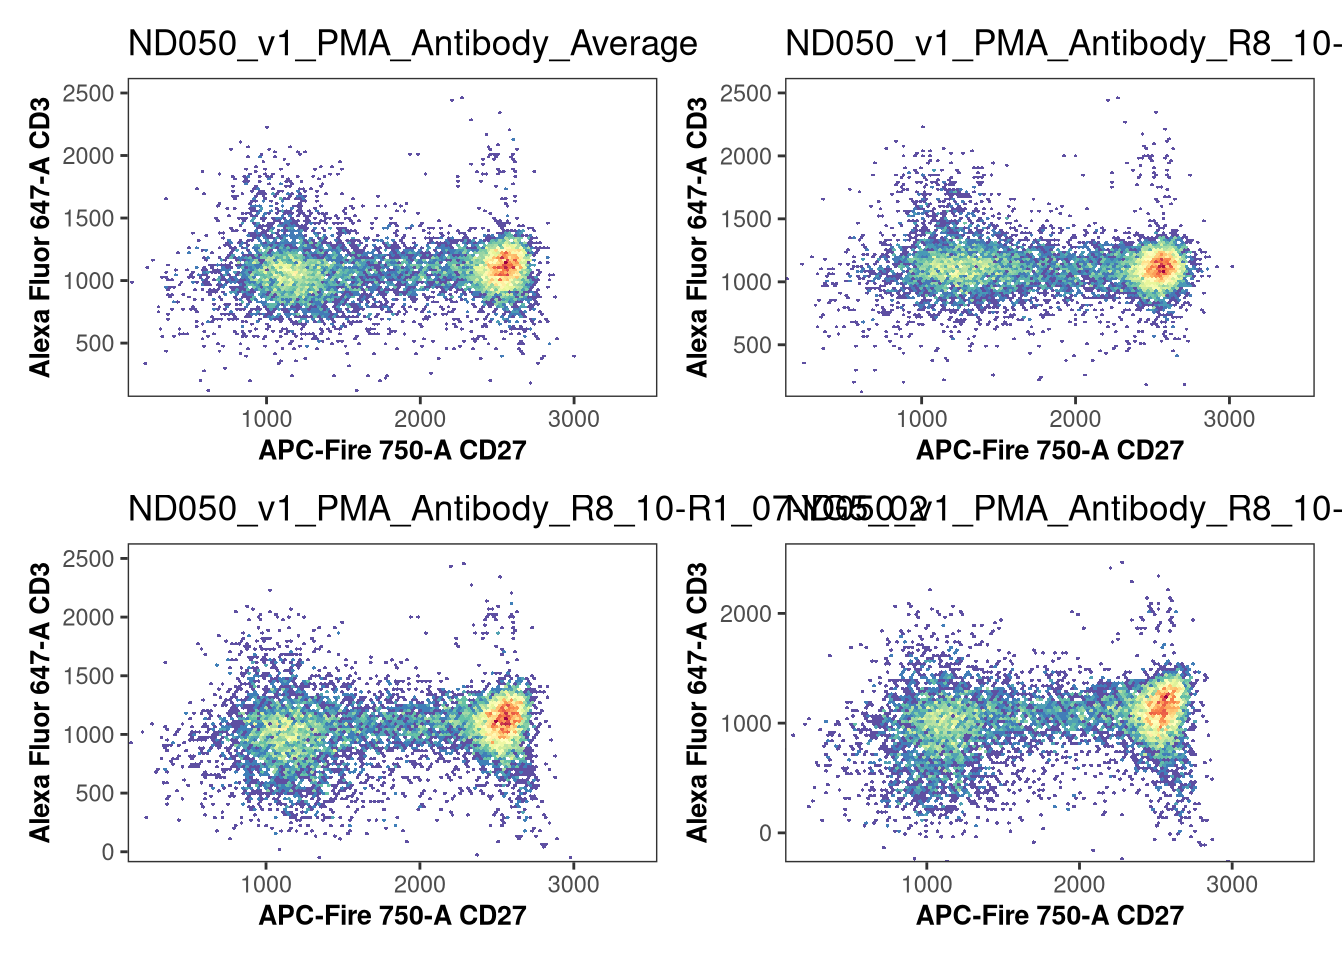 ND050_v1_PMA_Antibody_Average
ND050_v1_PMA_Antibody_R8_10-
Alexa Fluor 647-A CD3
2500
2000
1500
1000
500
1000 2000 3000
APC-Fire 750-A CD27
Alexa Fluor 647-A CD3
2500
2000
1500
1000
500
1000 2000 3000
APC-Fire 750-A CD27
ND050_v1_PMA_Antibody_R8_10-R1_07-YG5_02
ND050_v1_PMA_Antibody_R8_10-
Alexa Fluor 647-A CD3
2500
2000
1500
1000
500
0
1000 2000 3000
APC-Fire 750-A CD27
Alexa Fluor 647-A CD3
2000
1000
0
1000 2000 3000
APC-Fire 750-A CD27